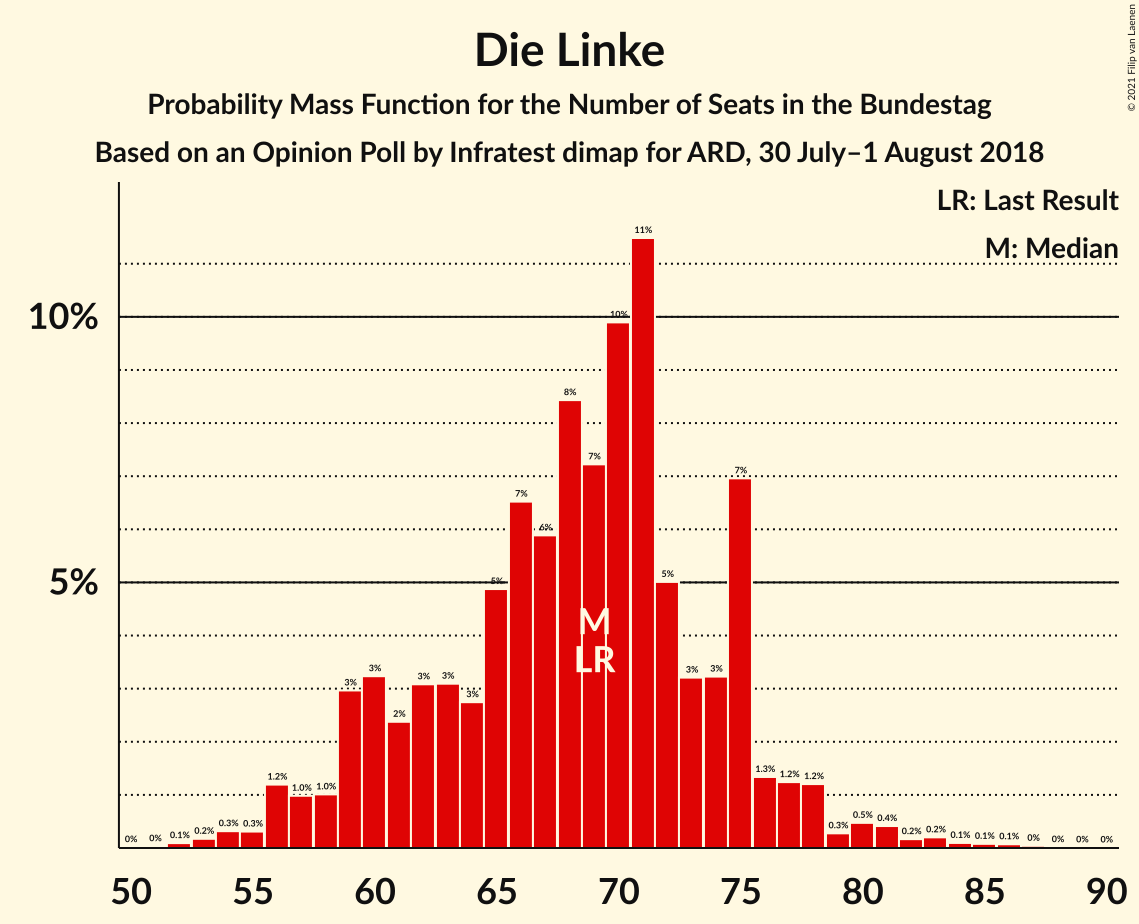 Die Linke
Probability Mass Function for the Number of Seats in the Bundestag
Based on an Opinion Poll by Infratest dimap for ARD, 30 July–1 August 2018
© 2021 Filip van Laenen
LR: Last Result
M: Median
10%
5%
0% 0% 0.1% 0.2% 0.3% 0.3% 1.2% 1.0% 1.0% 3% 3% 2% 3% 3% 3% 5% 7% 6% 8% 7% 10% 11% 5% 3% 3% 7% 1.3% 1.2% 1.2% 0.3% 0.5% 0.4% 0.2% 0.2% 0.1% 0.1% 0.1% 0% 0% 0% 0%
M
LR
50 55 60 65 70 75 80 85 90